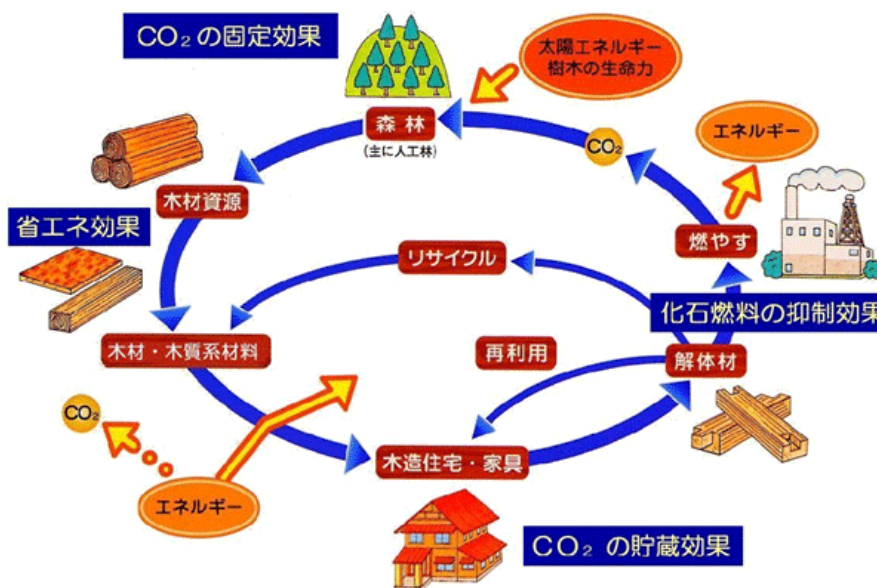 CO₂の固定効果
太陽エネルギー
樹木の生命力
森林
(主に人工林)
CO₂
エネルギー
木材資源
省エネ効果
燃やす
リサイクル
化石燃料の抑制効果
木材・木質系材料
再利用
解体材
CO₂
木造住宅・家具
エネルギー
CO₂の貯蔵効果